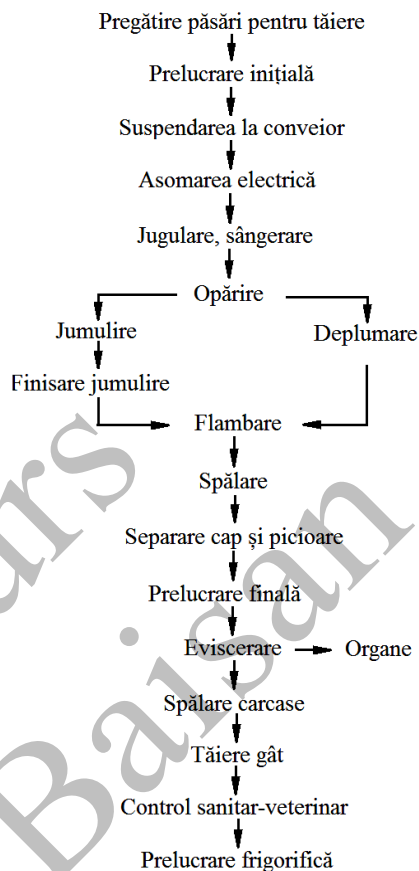 Pregătire păsări pentru tăiere
Prelucrare inițială
Suspendarea la conveior
Asomarea electrică
Jugulare, sângerare
Opărire
Jumulire
Deplumare
Finisare jumulire
Flambare
Spălare
Separare cap și picioare
Prelucrare finală
Eviscerare
Organe
Spălare carcase
Tăiere gât
Control sanitar-veterinar
Prelucrare frigorifică
Baisan